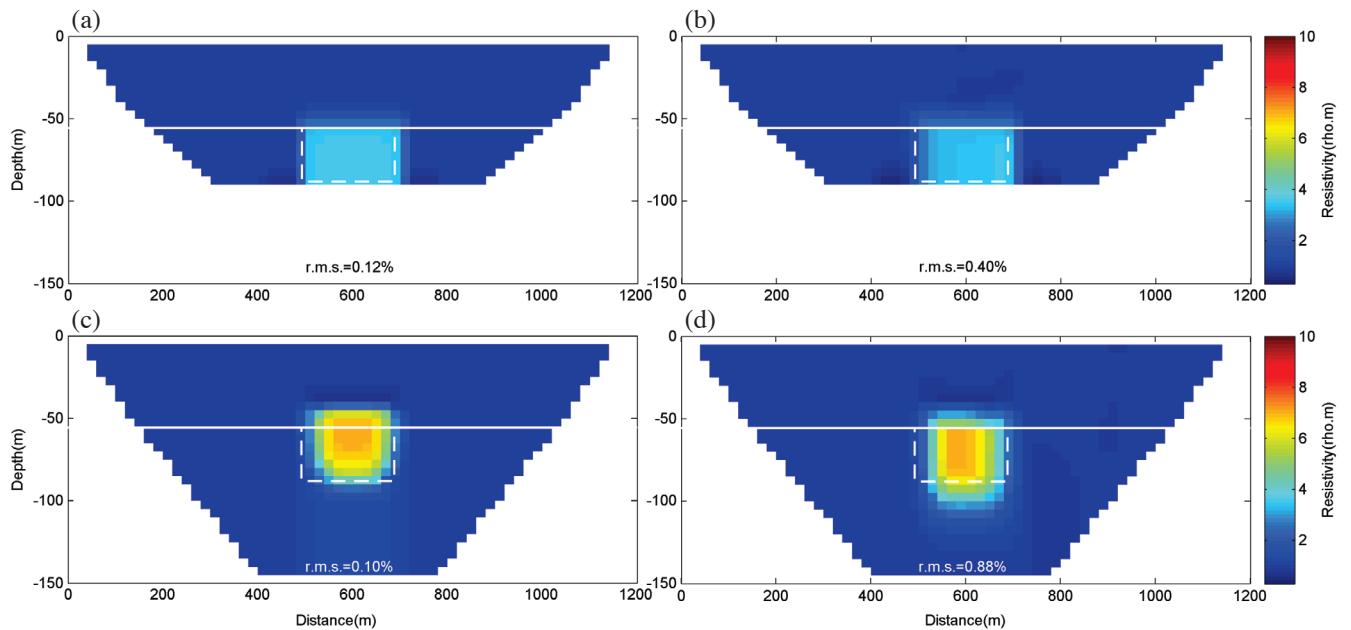 (a)
(b)
0
-50
-100
-150
Depth(m)
r.m.s.=0.12%
0 200 400 600 800 1000 1200
0
-50
-100
-150
r.m.s.=0.40%
0 200 400 600 800 1000 1200
10
8
6
4
2
Resistivity(rho.m)
(c)
(d)
0
-50
-100
-150
Depth(m)
r.m.s.=0.10%
0 200 400 600 800 1000 1200
Distance(m)
0
-50
-100
-150
r.m.s.=0.88%
0 200 400 600 800 1000 1200
Distance(m)
10
8
6
4
2
Resistivity(rho.m)